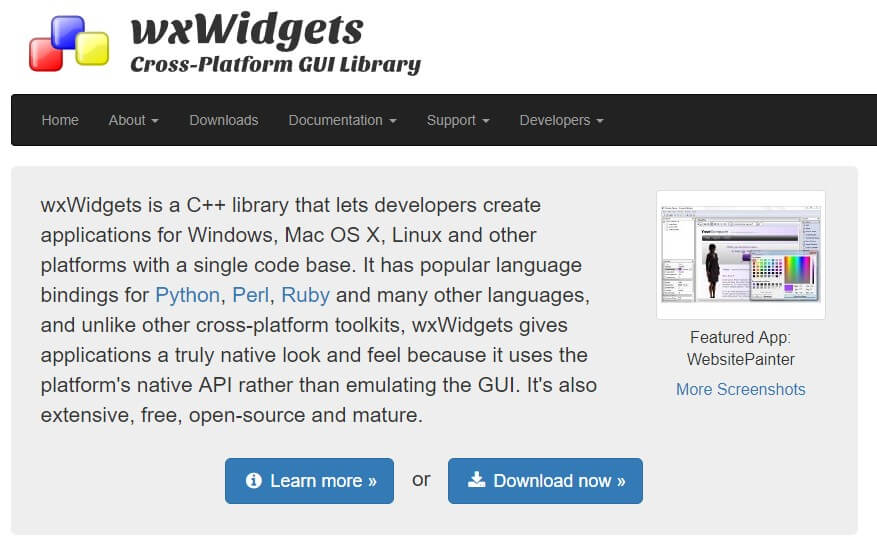 wxWidgets
Cross-Platform GUI Library
Home About Downloads Documentation Support Developers
wxWidgets is a C++ library that lets developers create
applications for Windows, Mac OS X, Linux and other
platforms with a single code base. It has popular language
bindings for Python, Perl, Ruby and many other languages,
and unlike other cross-platform toolkits, wxWidgets gives
applications a truly native look and feel because it uses the
platform's native API rather than emulating the GUI. It's also
extensive, free, open-source and mature.
Featured App:
WebsitePainter
More Screenshots
Learn more » or Download now »